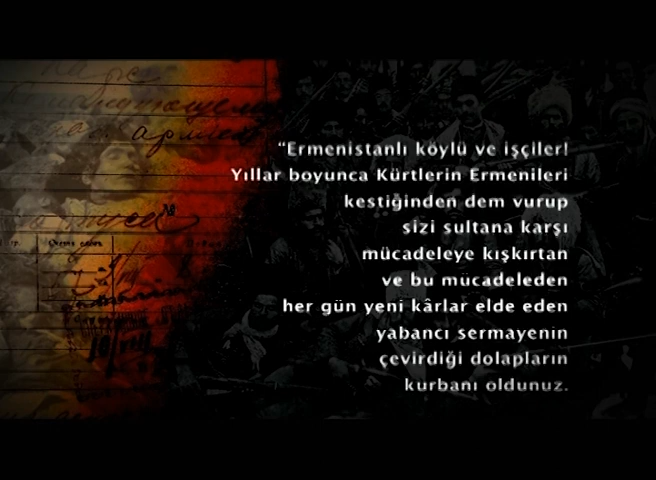 “Ermenistanlı köylü ve işçiler!
Yıllar boyunca Kürtlerin Ermenileri
kestiğinden dem vurup
sizi sultana karşı
mücadeleye kışkırtan
ve bu mücadeleden
her gün yeni kârlar elde eden
yabancı sermayenin
çevirdiği dolapların
kurbanı oldunuz.
№